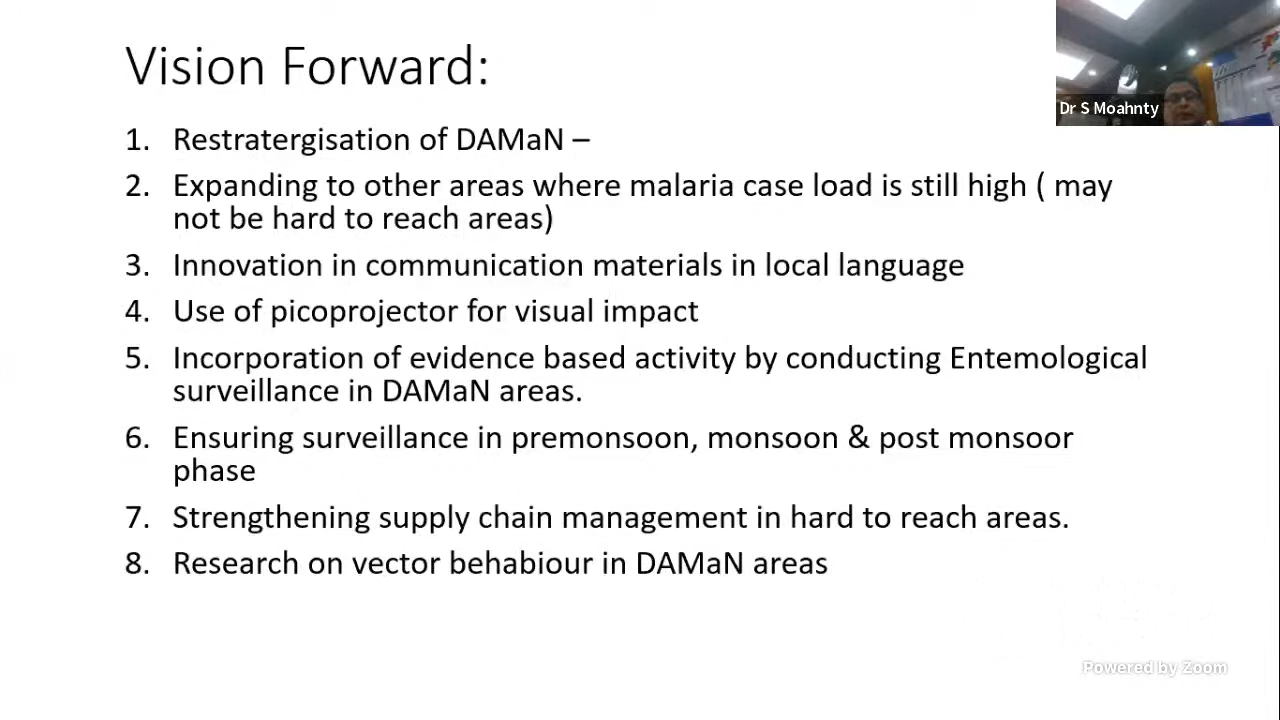 Vision Forward:
Dr S Moahnty
1. Restratergisation of DAMaN –
2. Expanding to other areas where malaria case load is still high ( may
not be hard to reach areas)
3. Innovation in communication materials in local language
4. Use of picoprojector for visual impact
5. Incorporation of evidence based activity by conducting Entemological
surveillance in DAMaN areas.
6. Ensuring surveillance in premonsoon, monsoon & post monsoor
phase
7. Strengthening supply chain management in hard to reach areas.
8. Research on vector behabiour in DAMaN areas
Powered by Zoom